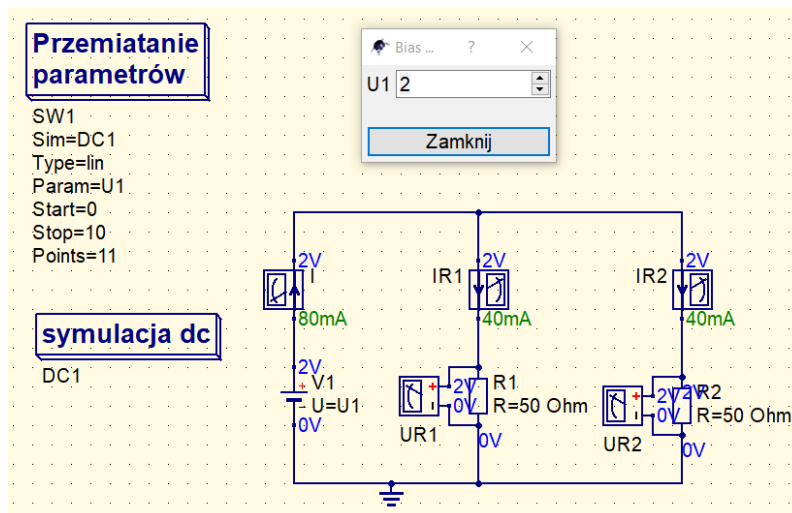 Przemiatanie
parametrów
SW1
Sim=DC1
Type=lin
Param=U1
Start=0
Stop=10
Points=11
symulacja dc
DC1
Bias ...
?
U1 2
Zamknij
2V
I
80mA
2V
+
V1
-
U=U1
0V
2V
IR1
40mA
+
2V
0V
UR1
R1
R=50 Ohm
0V
2V
IR2
40mA
+
2V
2V
0V
UR2
R2
R=50 Ohm
0V